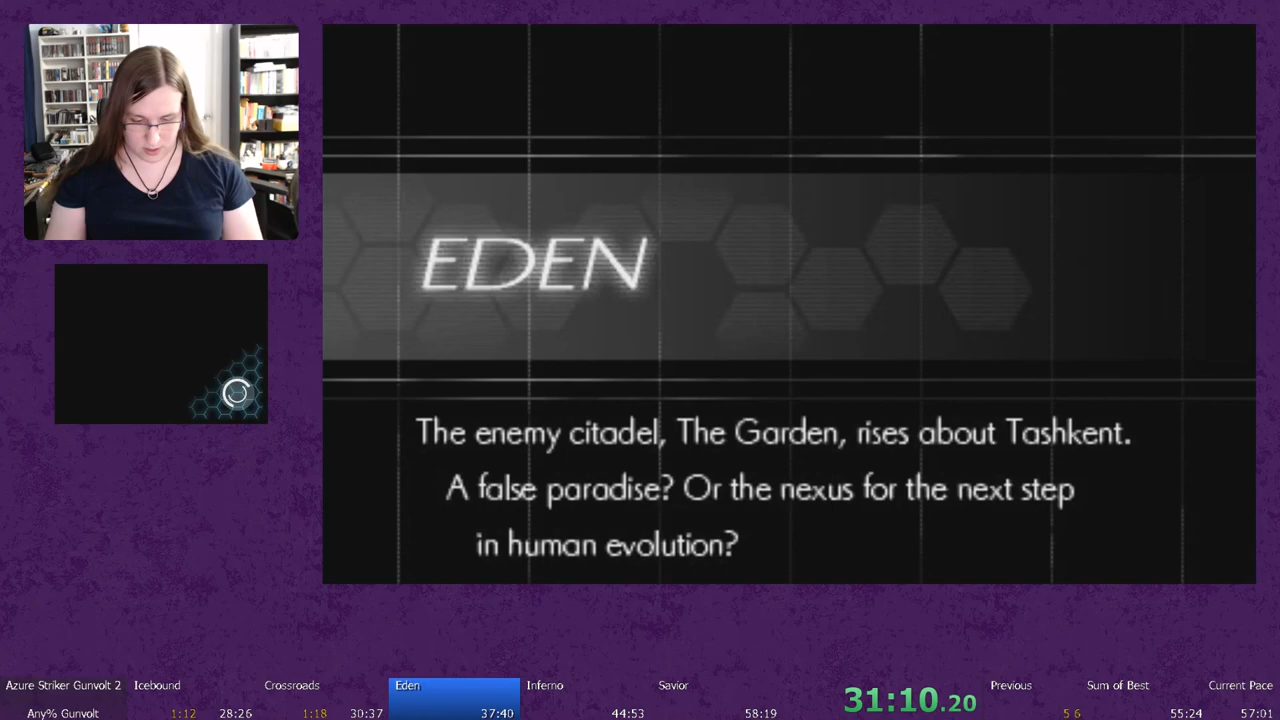 EDEN
The enemy citadel, The Garden, rises about Tashkent.
A false paradise? Or the nexus for the next step
in human evolution?
Azure Striker Gunvolt 2 Icebound Crossroads Eden Inferno Savior 31:10.20 Previous Sum of Best Current Pace
Any% Gunvolt 1:12 28:26 1:18 30:37 37:40 44:53 58:19 5 6 55:24 57:01